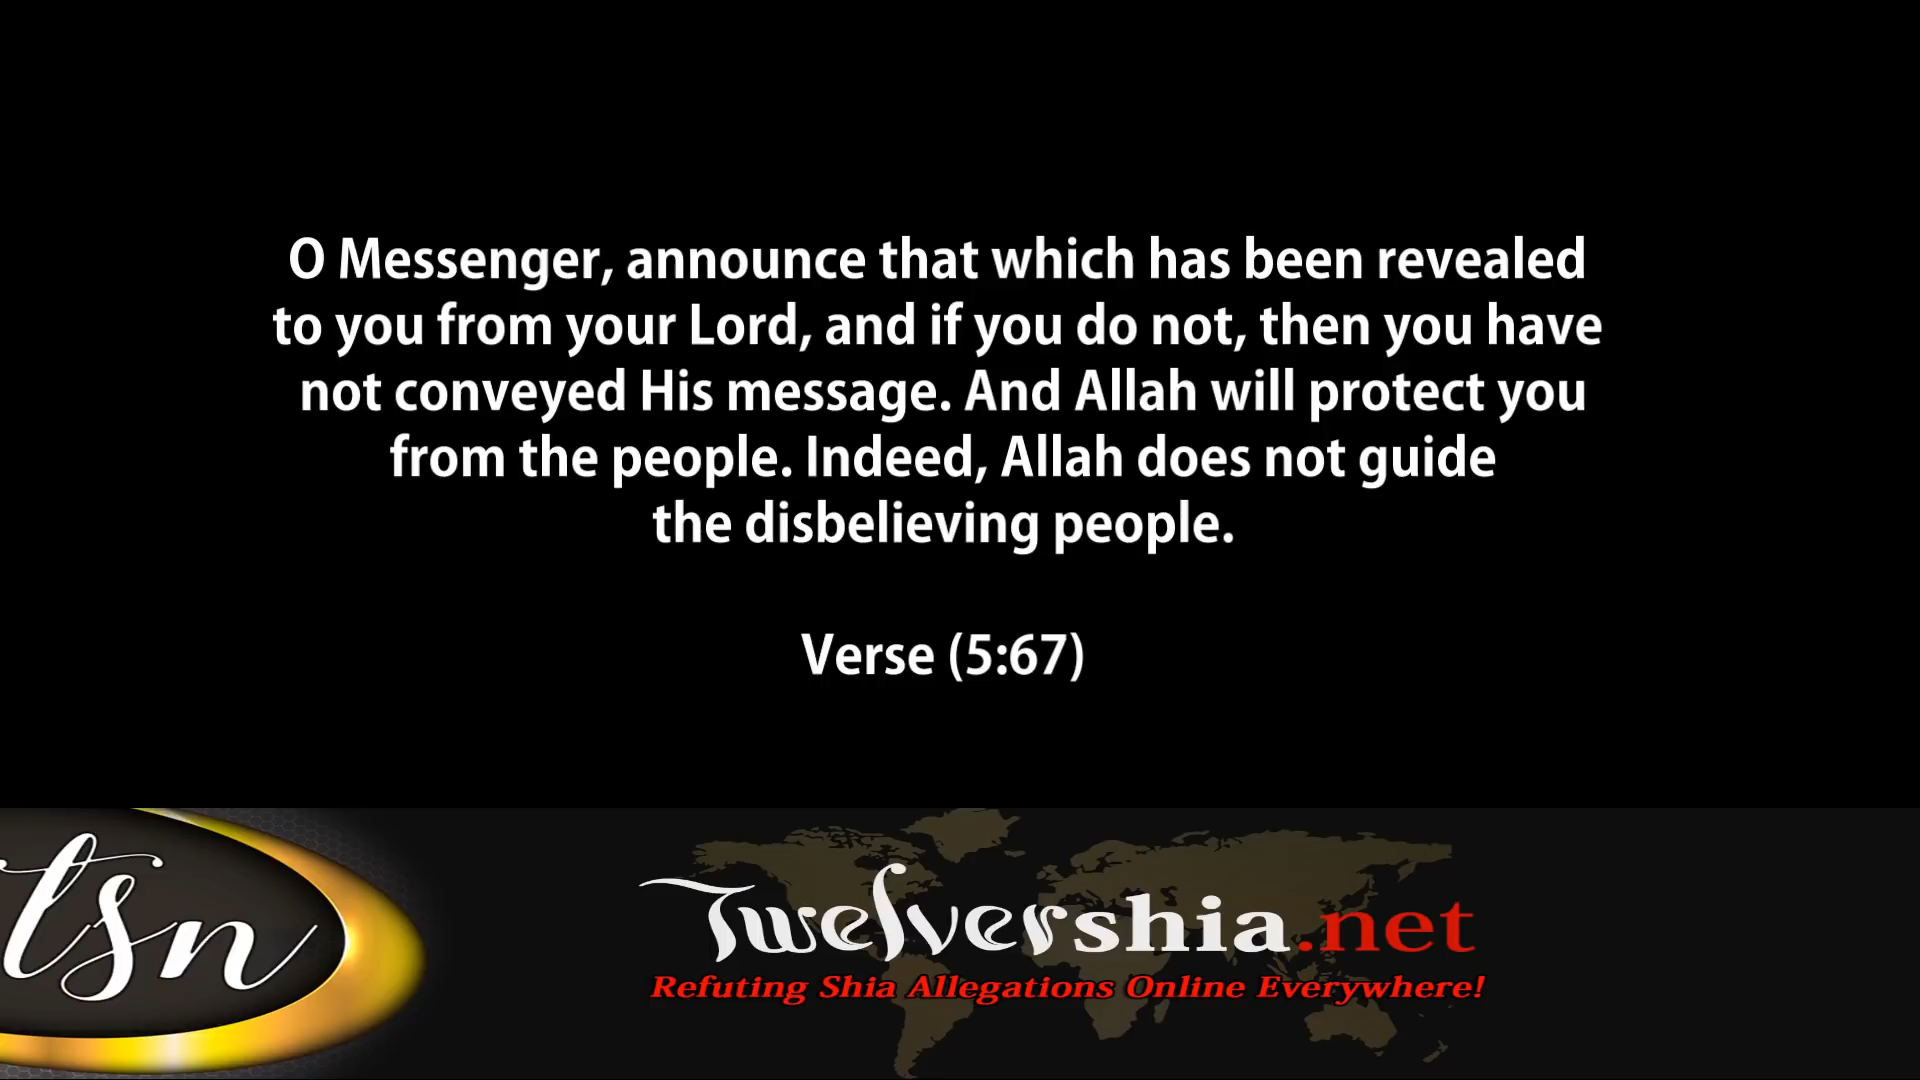 O Messenger, announce that which has been revealed
to you from your Lord, and if you do not, then you have
not conveyed His message. And Allah will protect you
from the people. Indeed, Allah does not guide
the disbelieving people.
Verse (5:67)
tsn
Twelvershia.net
Refuting Shia Allegations Online Everywhere!